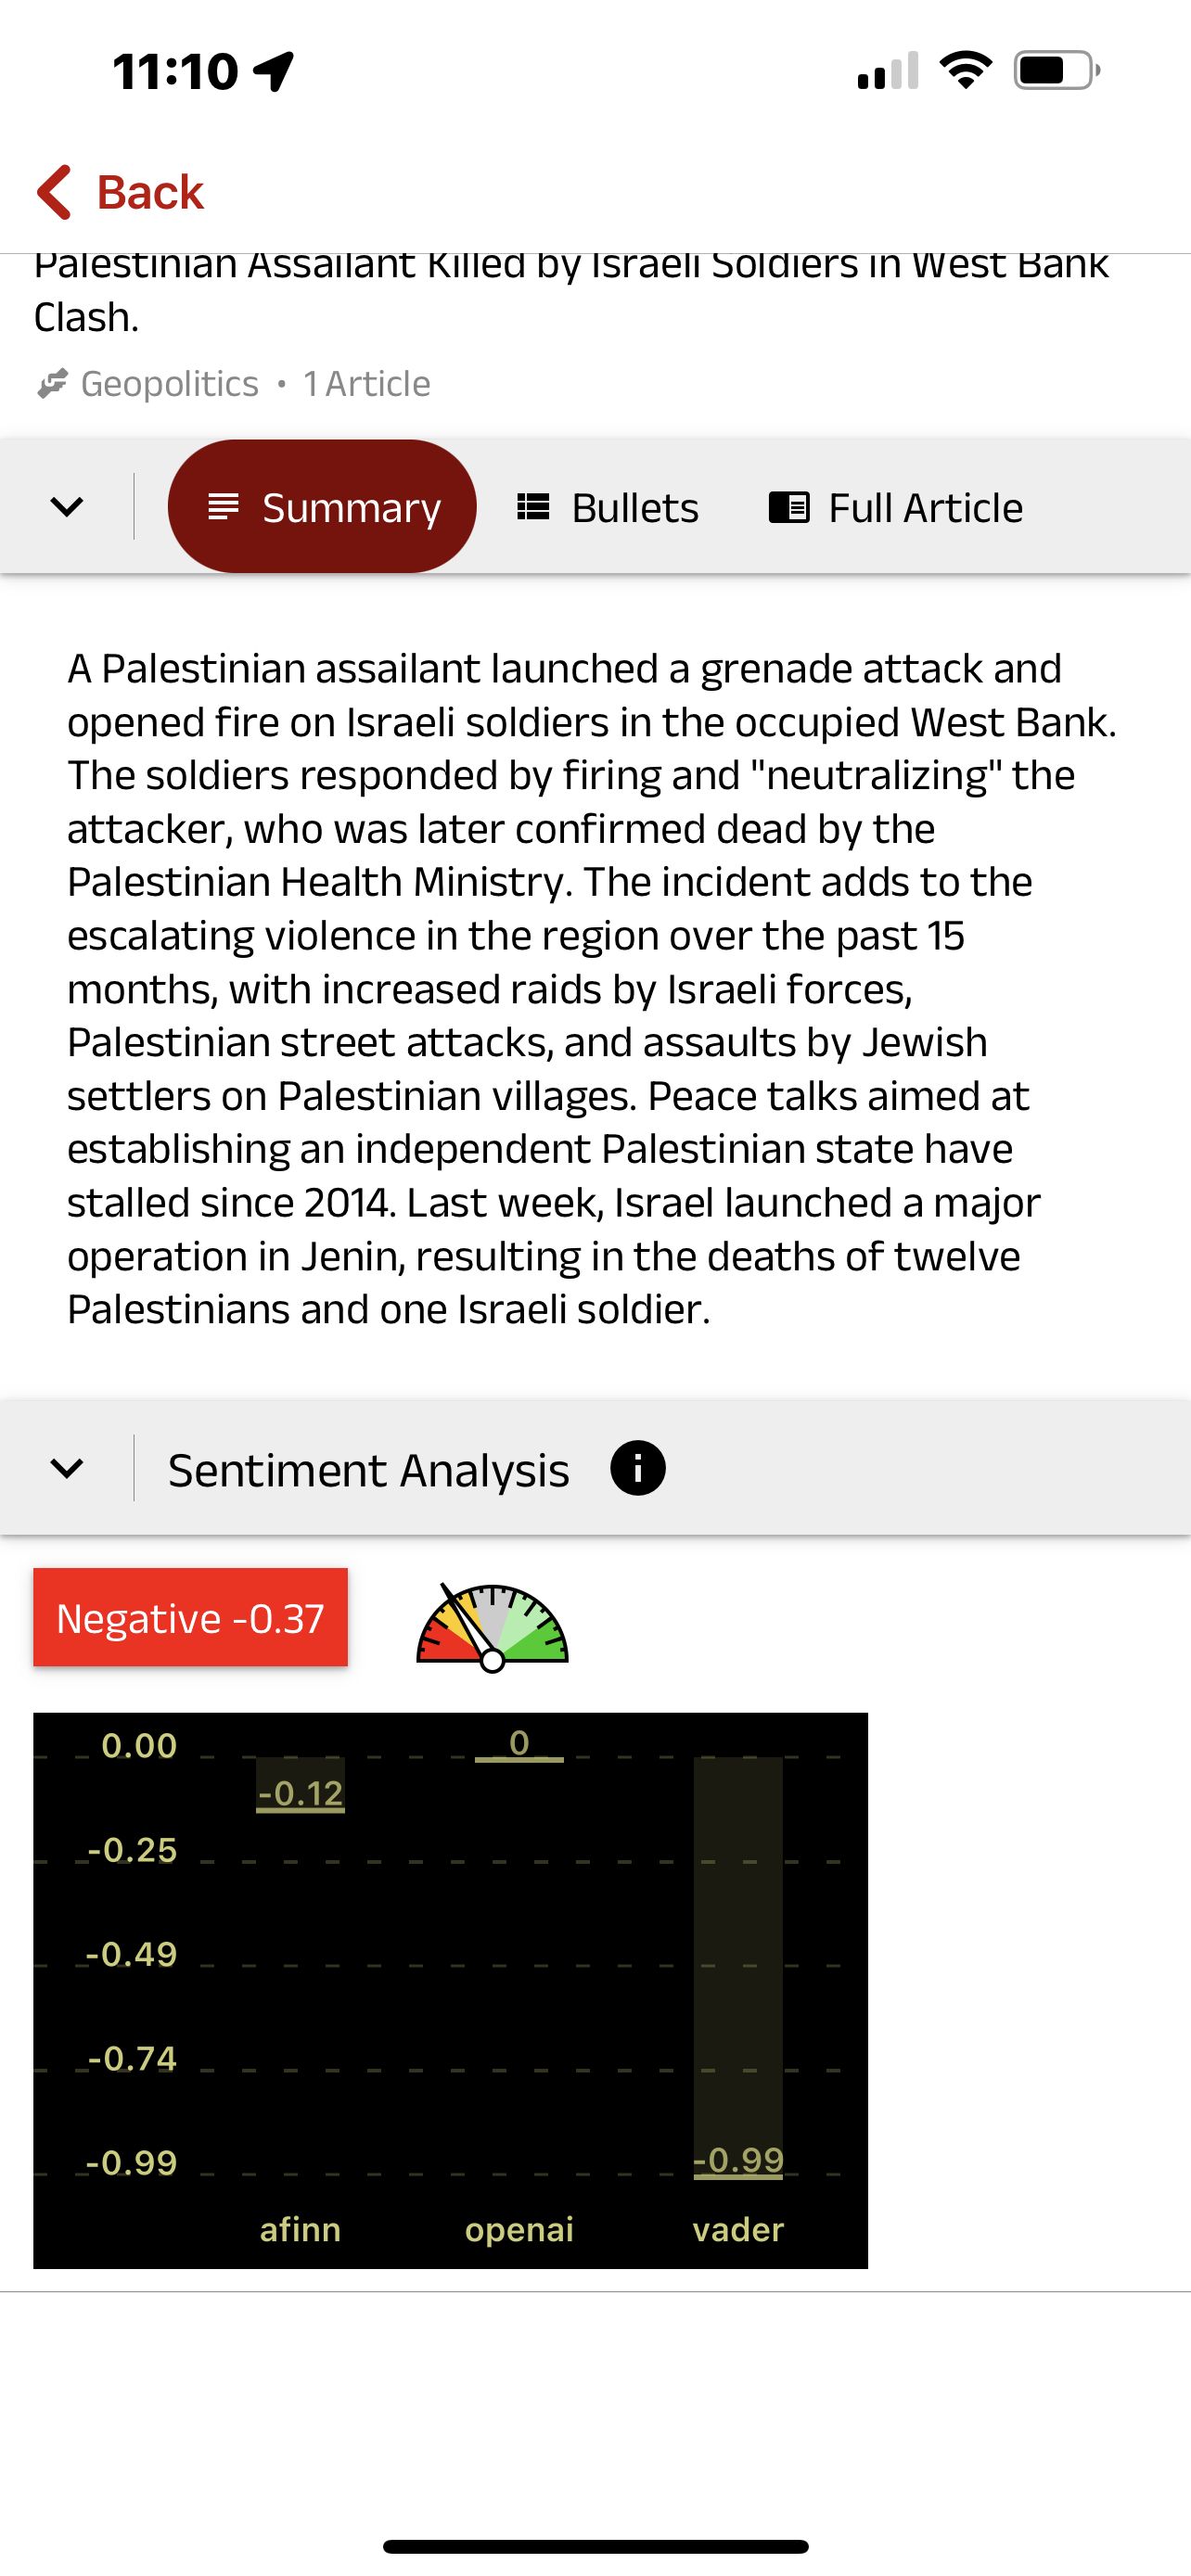 11:10
Back
Palestinian Assailant Killed by Israeli Soldiers in West Bank
Clash.
Geopolitics • 1 Article
Summary
Bullets
Full Article
A Palestinian assailant launched a grenade attack and
opened fire on Israeli soldiers in the occupied West Bank.
The soldiers responded by firing and "neutralizing" the
attacker, who was later confirmed dead by the
Palestinian Health Ministry. The incident adds to the
escalating violence in the region over the past 15
months, with increased raids by Israeli forces,
Palestinian street attacks, and assaults by Jewish
settlers on Palestinian villages. Peace talks aimed at
establishing an independent Palestinian state have
stalled since 2014. Last week, Israel launched a major
operation in Jenin, resulting in the deaths of twelve
Palestinians and one Israeli soldier.
Sentiment Analysis i
Negative -0.37
0.00
0
-0.12
-0.25
-0.49
-0.74
-0.99
-0.99
afinn
openai
vader